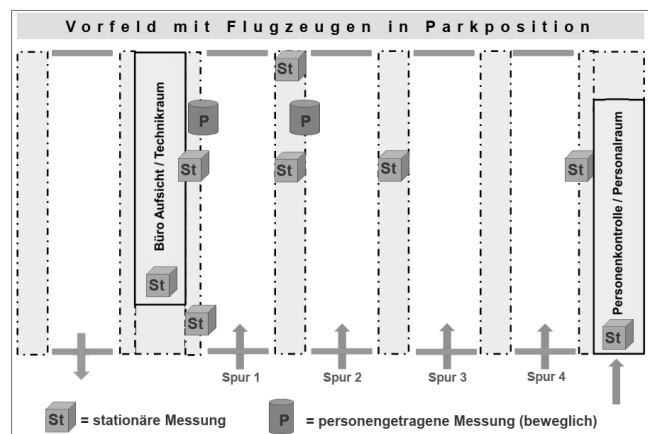 Vorfeld mit Flugzeugen in Parkposition
St
P
P
St
St
St
St
Büro Aufsicht / Technikraum
Personenkontrolle / Personalraum
St
St
St
Spur 1
Spur 2
Spur 3
Spur 4
St = stationäre Messung
P = personengetragene Messung (beweglich)